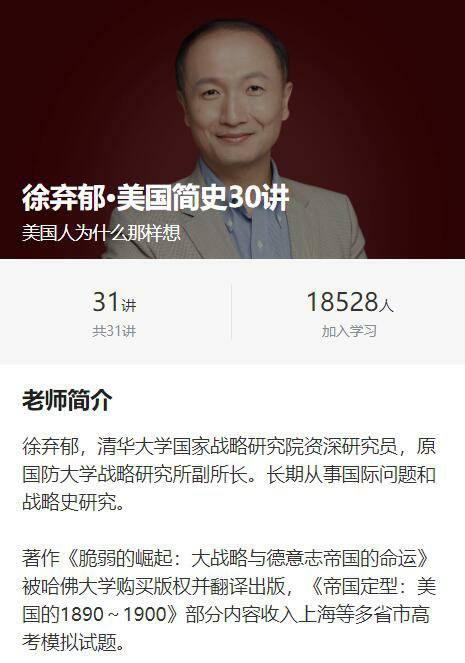 徐弃郁·美国简史30讲
美国人为什么那样想
31讲
共31讲
18528人
加入学习
老师简介
徐弃郁，清华大学国家战略研究院资深研究员，原
国防大学战略研究所副所长。长期从事国际问题和
战略史研究。
著作《脆弱的崛起：大战略与德意志帝国的命运》
被哈佛大学购买版权并翻译出版，《帝国定型：美
国的1890～1900》部分内容收入上海等多省市高
考模拟试题。